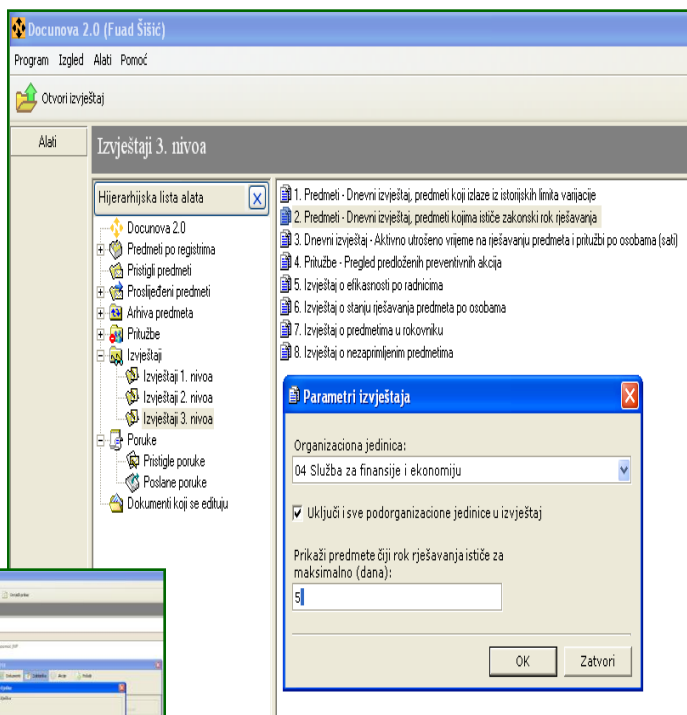 Docunova 2.0 (Fuad Šišić)
Program Izgled Alati Pomoć
Otvori izvještaj
Alati
Izvještaji 3. nivoa
Hijerarhijska lista alata
Docunova 2.0
Predmeti po registrima
Pristigli predmeti
Proslijeđeni predmeti
Arhiva predmeta
Pritužbe
Izvještaji
Izvještaji 1. nivoa
Izvještaji 2. nivoa
Izvještaji 3. nivoa
Poruke
Pristigle poruke
Poslane poruke
Dokumenti koji se edituju
1. Predmeti - Dnevni izvještaj, predmeti koji izlaze iz istorijskih limita varijacije
2. Predmeti - Dnevni izvještaj, predmeti kojima ističe zakonski rok rješavanja
3. Dnevni izvještaj - Aktivno utrošeno vrijeme na rješavanju predmeta i pritužbi po osobama (sati)
4. Pritužbe - Pregled predloženih preventivnih akcija
5. Izvještaj o efikasnosti po radnicima
6. Izvještaj o stanju rješavanja predmeta po osobama
7. Izvještaj o predmetima u rokovniku
8. Izvještaj o nezaprimljenim predmetima
Parametri izvještaja
Organizaciona jedinica:
04 Služba za finansije i ekonomiju
Uključi i sve podorganizacione jedinice u izvještaj
Prikaži predmete čiji rok rješavanja ističe za
maksimalno (dana):
5
OK Zatvori